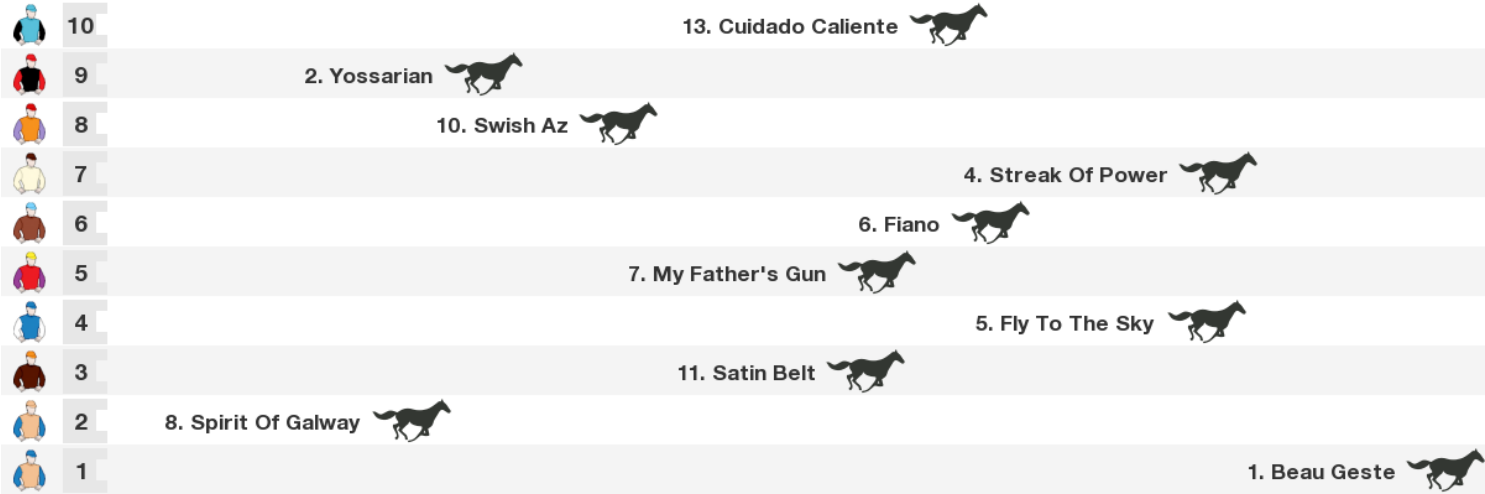 10 13. Cuidado Caliente
9 2. Yossarian
8 10. Swish Az
7 4. Streak Of Power
6 6. Fiano
5 7. My Father's Gun
4 5. Fly To The Sky
3 11. Satin Belt
2 8. Spirit Of Galway
1 1. Beau Geste